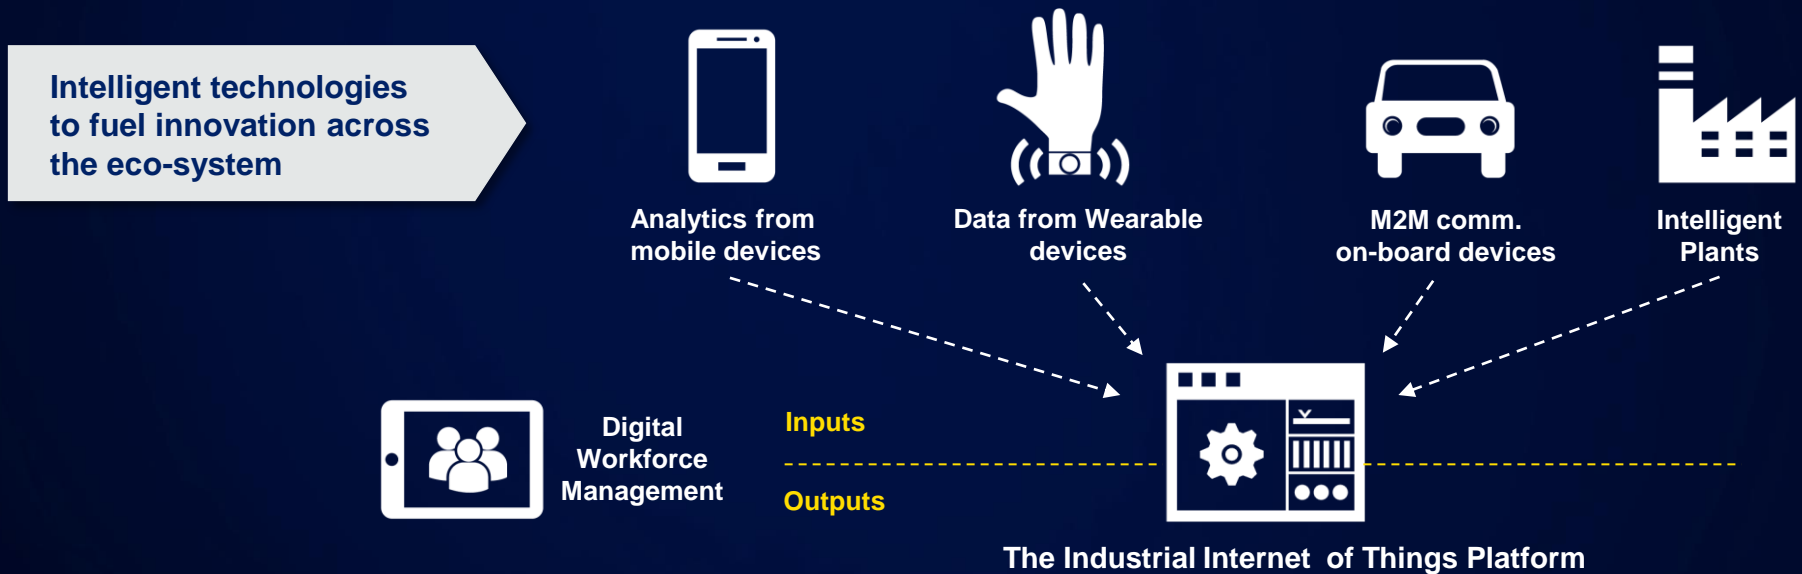 Intelligent technologies
to fuel innovation across
the eco-system
Analytics from
mobile devices
Data from Wearable
devices
M2M comm.
on-board devices
Intelligent
Plants
Digital
Workforce
Management
Inputs
Outputs
The Industrial Internet of Things Platform